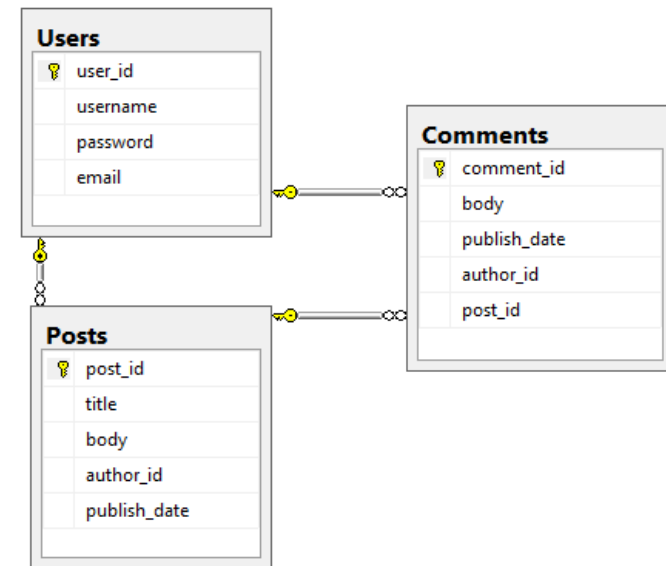 Users
user_id
username
password
email
Comments
comment_id
body
publish_date
author_id
post_id
Posts
post_id
title
body
author_id
publish_date